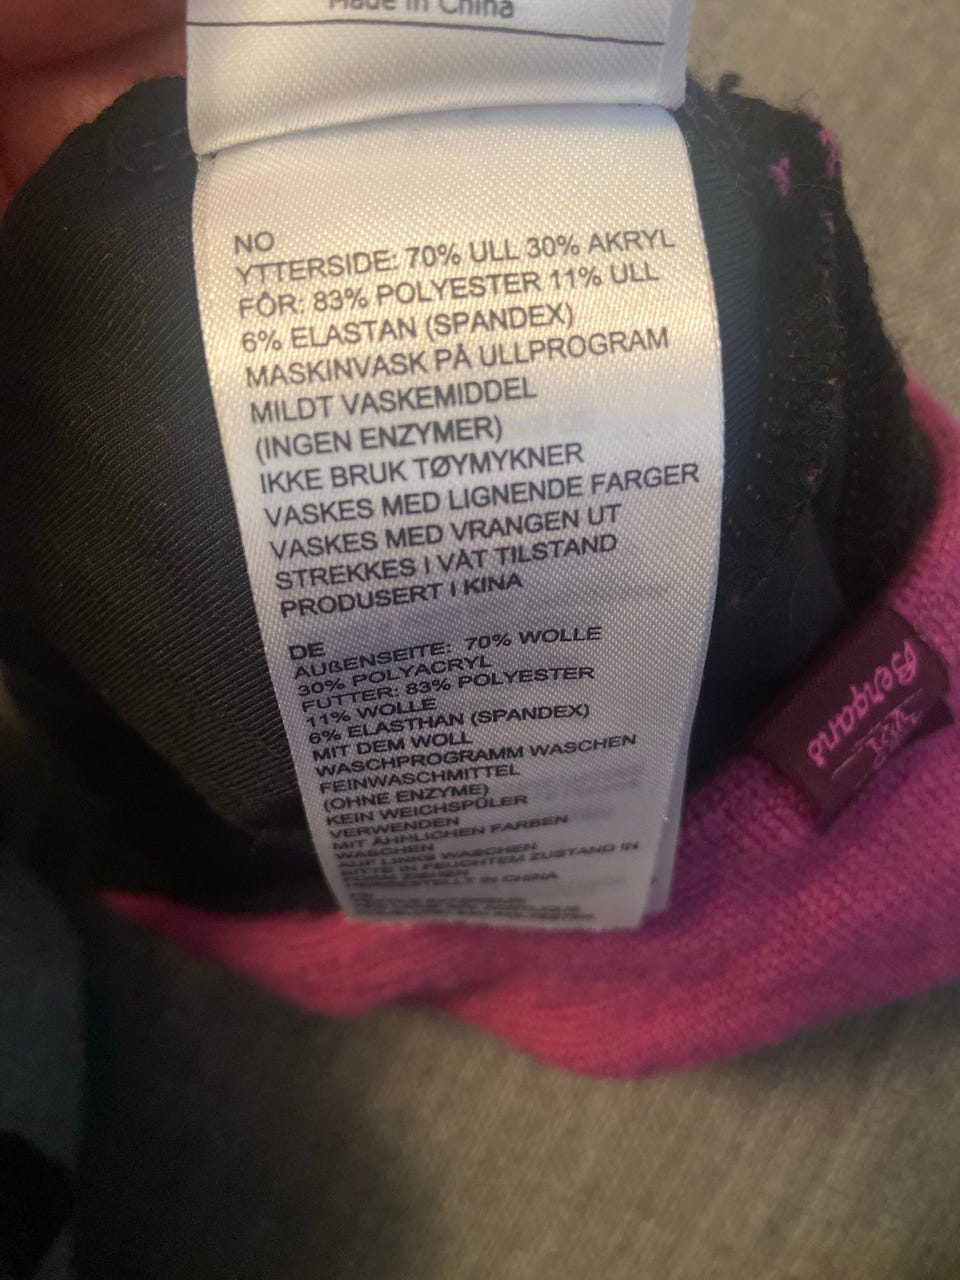 Made in China
NO
YTTERSIDE: 70% ULL 30% AKRYL
FÔR: 83% POLYESTER 11% ULL
6% ELASTAN (SPANDEX)
MASKINVASK PÅ ULLPROGRAM
MILDT VASKEMIDDEL
(INGEN ENZYMER)
IKKE BRUK TØYMYKNER
VASKES MED LIGNENDE FARGER
VASKES MED VRANGEN UT
STREKKES I VÅT TILSTAND
PRODUSERT I KINA
DE
AUßENSEITE: 70% WOLLE
30% POLYACRYL
FUTTER: 83% POLYESTER
11% WOLLE
6% ELASTHAN (SPANDEX)
MIT DEM WOLL
WASCHPROGRAMM WASCHEN
FEINWASCHMITTEL
(OHNE ENZYME)
KEIN WEICHSPÜLER
VERWENDEN
MIT ÄHNLICHEN FARBEN
WASCHEN
AUF LINKS WASCHEN
BITTE IN FEUCHTEM ZUSTAND IN
FORM ZIEHEN
HERGESTELLT IN CHINA
Bergans